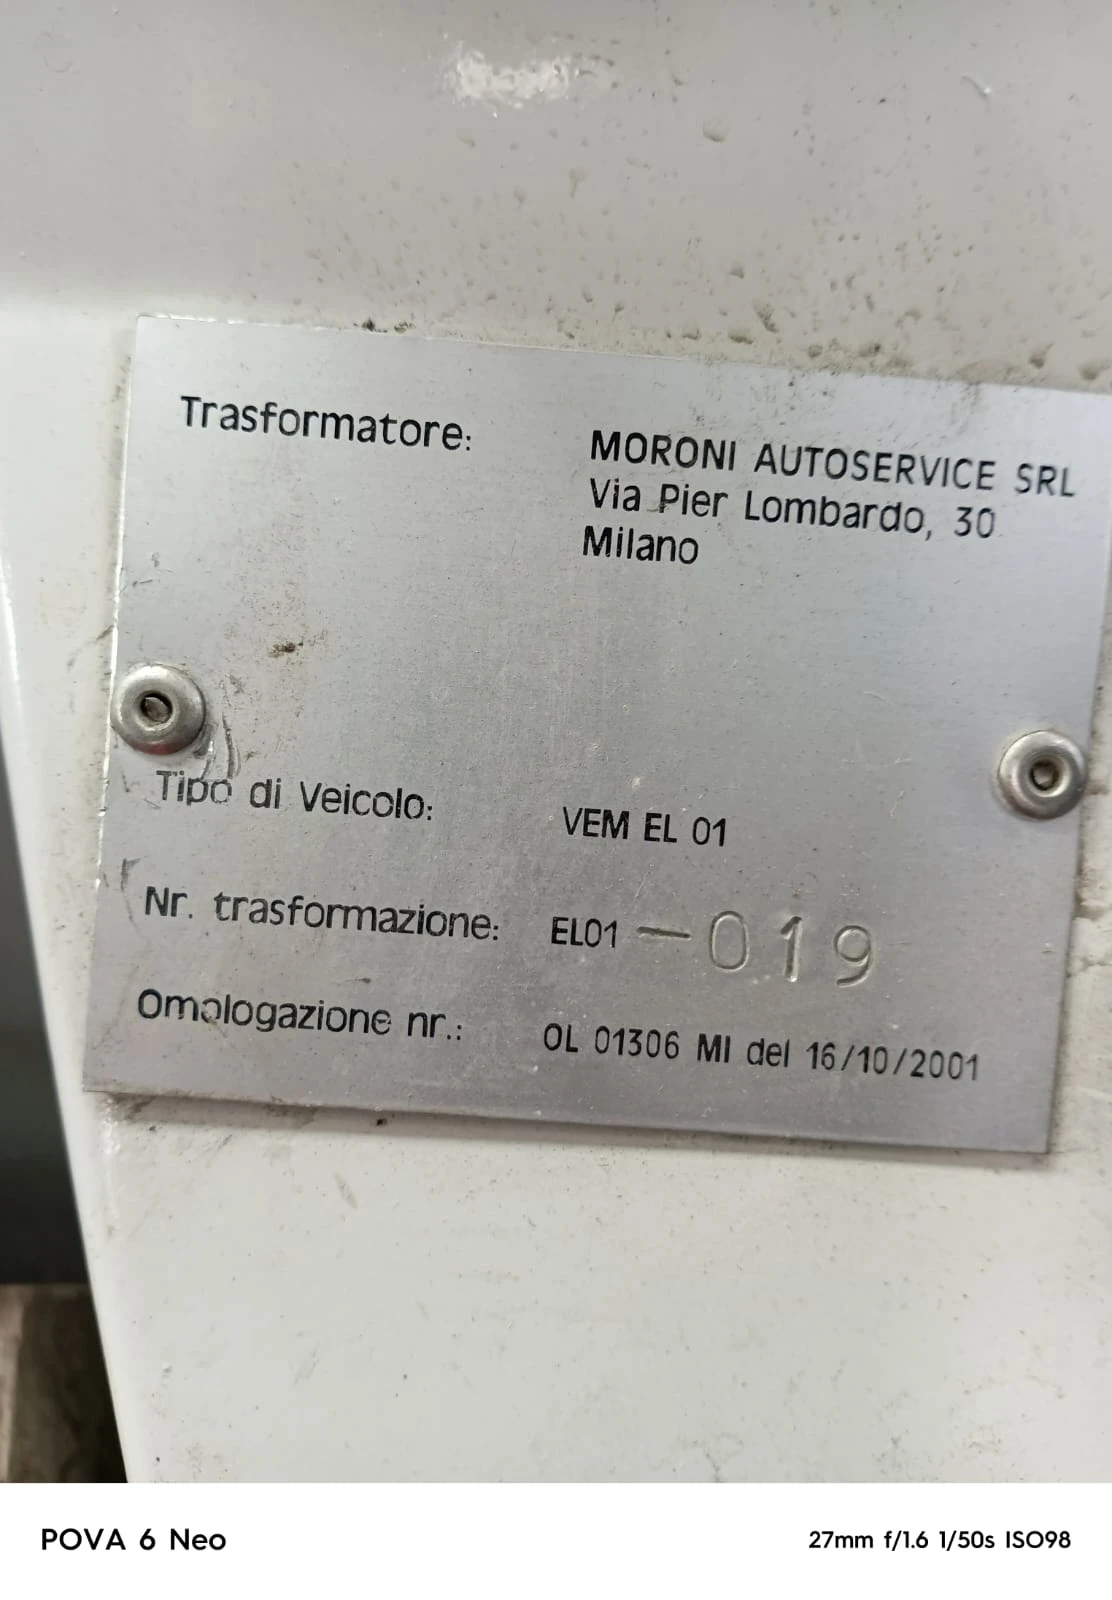 Trasformatore: MORONI AUTOSERVICE SRL
Via Pier Lombardo, 30
Milano
Tipo di Veicolo: VEM EL 01
Nr. trasformazione: EL01 — 019
Omologazione nr.: OL 01306 MI del 16/10/2001
POVA 6 Neo 27mm f/1.6 1/50s ISO98